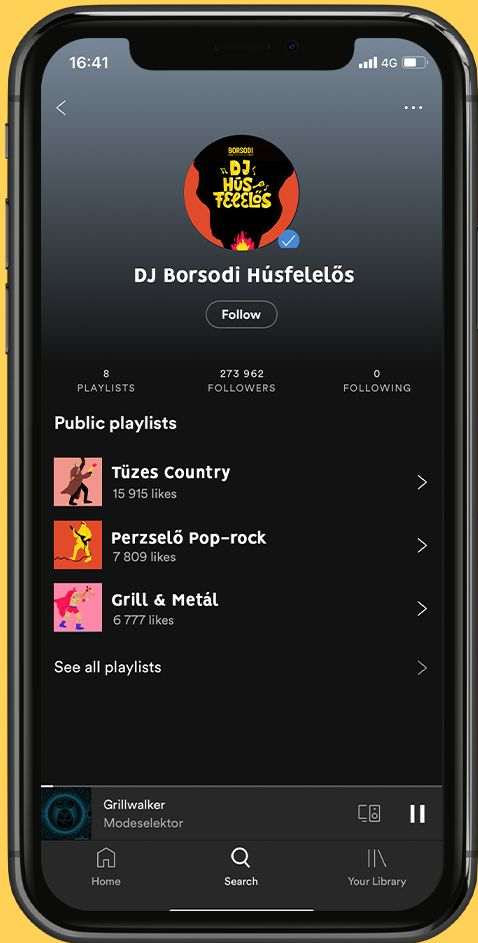 16:41
4G
BORSODI
DJ
HÚS
FELELŐS
DJ Borsodi Húsfelelős
Follow
8
273 962
0
PLAYLISTS
FOLLOWERS
FOLLOWING
Public playlists
Tüzes Country
15 915 likes
Perzselő Pop-rock
7 809 likes
Grill & Metál
6 777 likes
See all playlists
Grillwalker
Modeselektor
Home
Search
Your Library